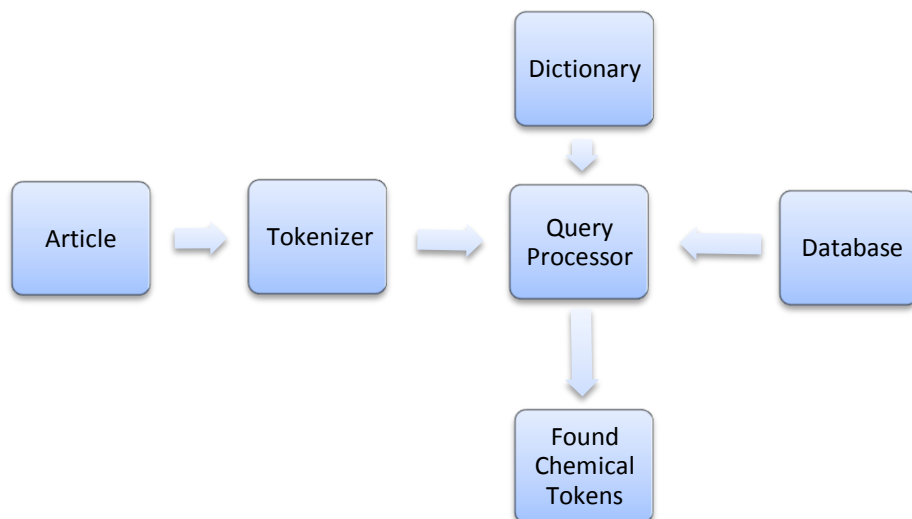 Dictionary
Article
Tokenizer
Query
Processor
Database
Found
Chemical
Tokens